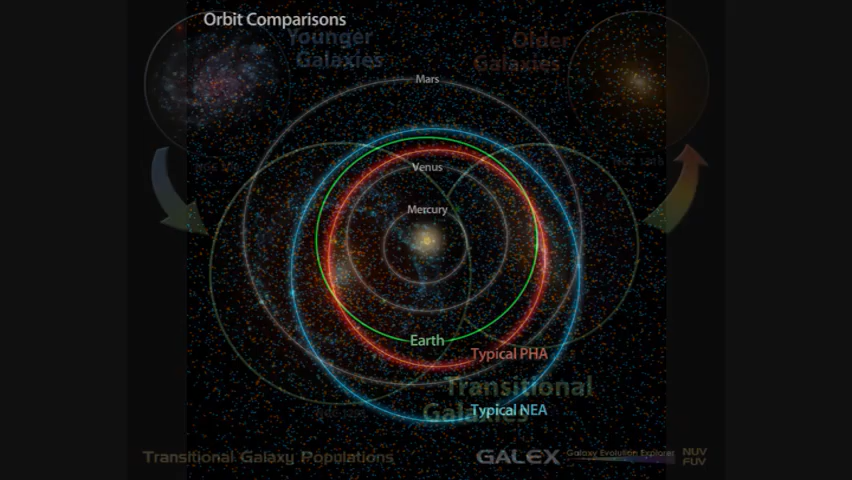 Orbit Comparisons
Younger
Galaxies
Older
Galaxies
Mars
Venus
Mercury
Earth
Typical PHA
Transitional
Galaxies
Typical NEA
Transitional Galaxy Populations
GALEX
Galaxy Evolution Explorer
NUV
FUV